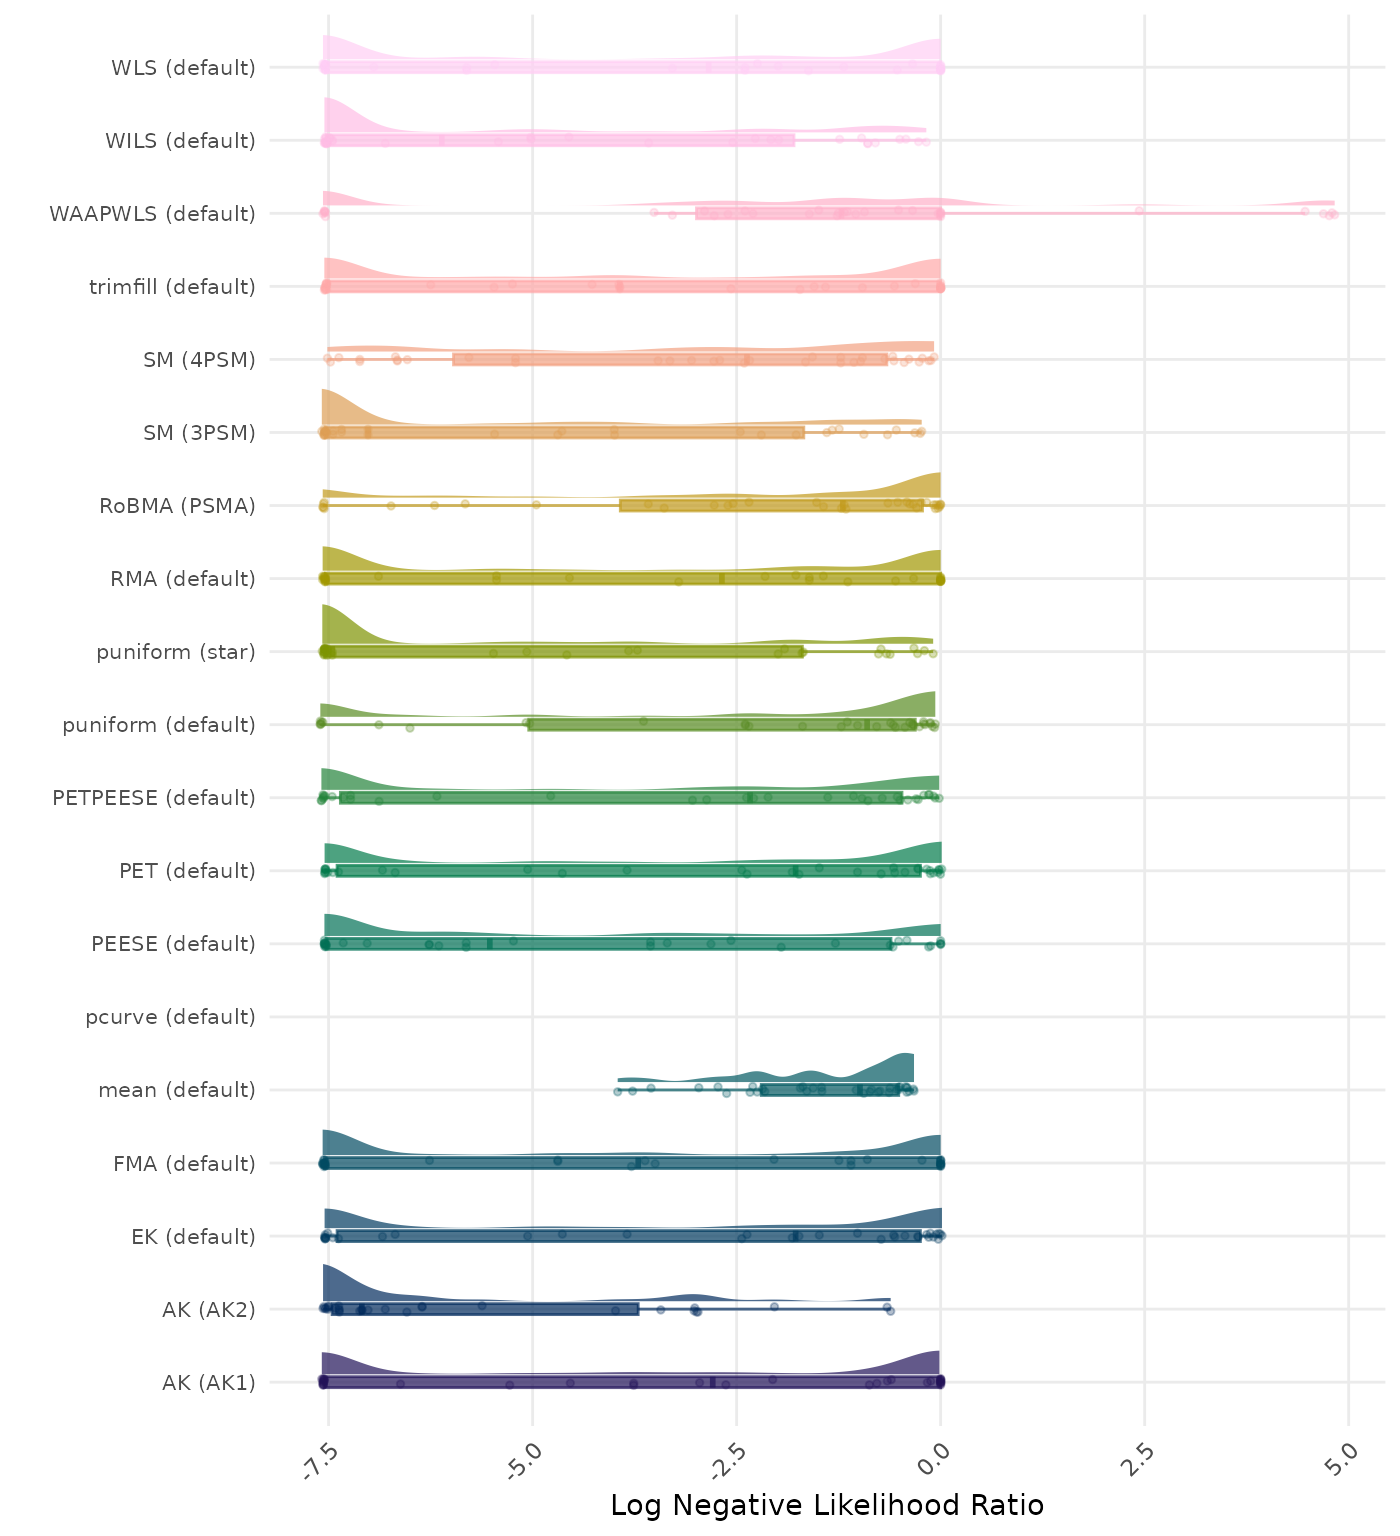 WLS (default)
WILS (default)
WAAPWLS (default)
trimfill (default)
SM (4PSM)
SM (3PSM)
RoBMA (PSMA)
RMA (default)
puniform (star)
puniform (default)
PETPEESE (default)
PET (default)
PEESE (default)
pcurve (default)
mean (default)
FMA (default)
EK (default)
AK (AK2)
AK (AK1)
-7.5 -5.0 -2.5 0.0 2.5 5.0
Log Negative Likelihood Ratio